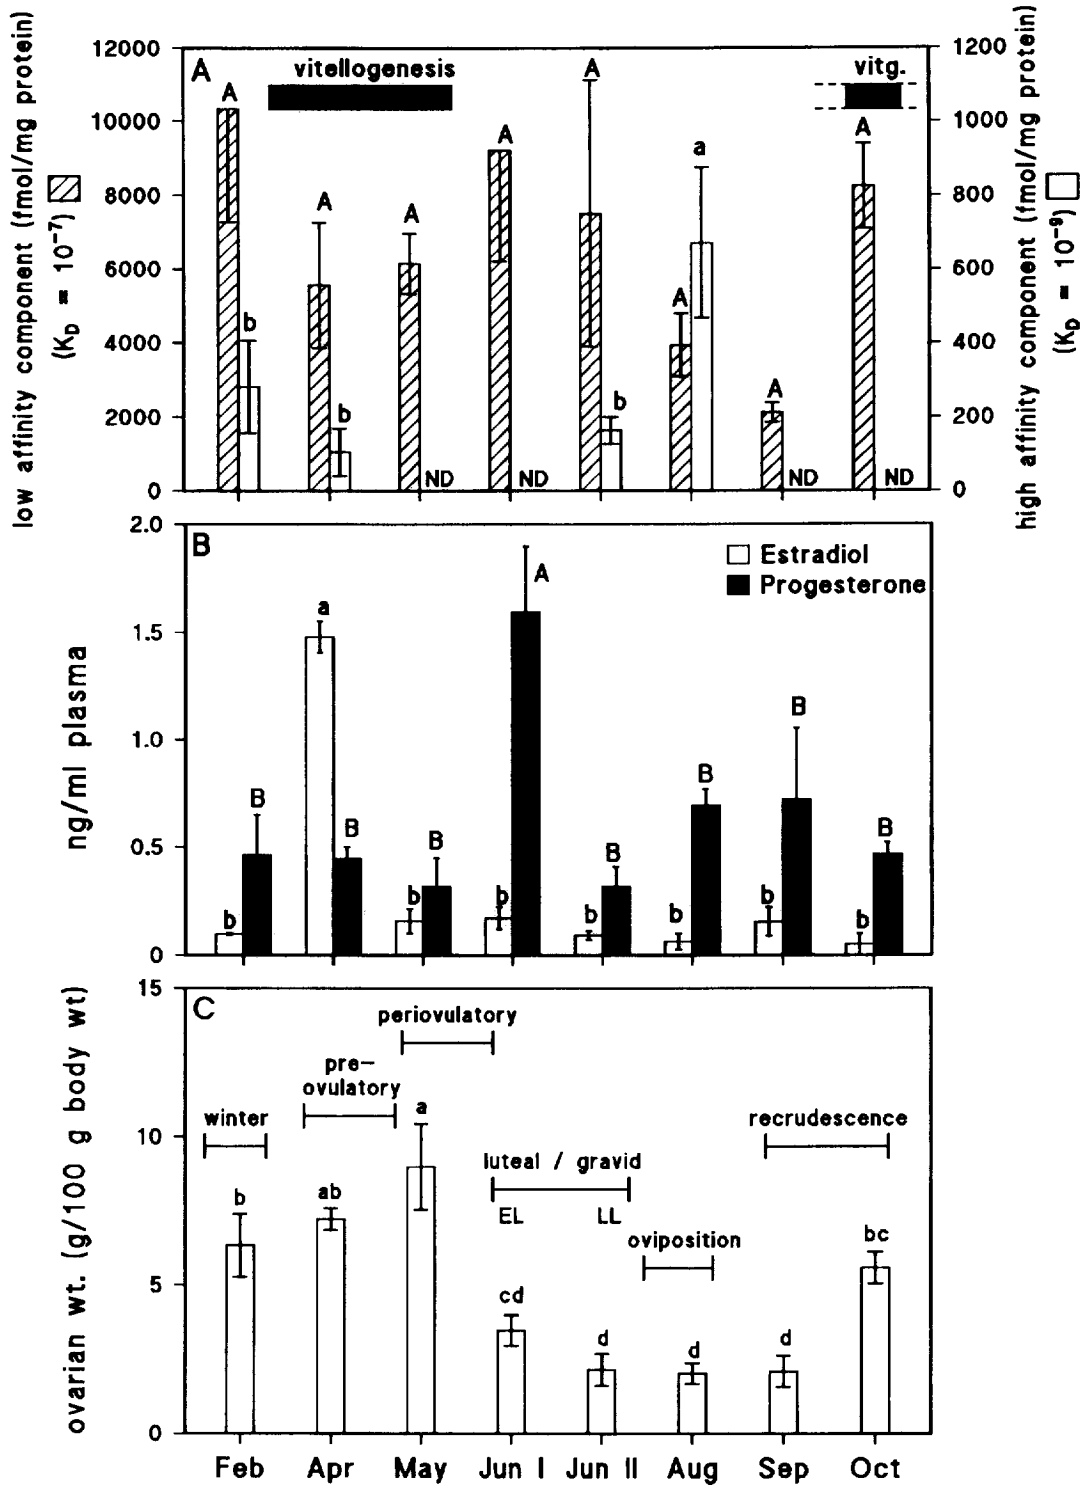 low affinity component (fmol/mg protein)
(K_D = 10⁻⁷)
high affinity component (fmol/mg protein)
(K_D = 10⁻⁹)
A
vitellogenesis
vitg.
12000
10000
8000
6000
4000
2000
0
1200
1000
800
600
400
200
0
A
b
A
b
A
ND
A
ND
A
b
A
a
A
ND
A
ND
B
Estradiol
Progesterone
ng/ml plasma
2.0
1.5
1.0
0.5
0
b
B
a
B
b
B
b
A
b
B
b
B
b
B
b
B
C
ovarian wt. (g/100 g body wt)
15
10
5
0
periovulatory
pre-
ovulatory
winter
recrudescence
luteal / gravid
EL
LL
oviposition
b
ab
a
cd
d
d
d
bc
Feb Apr May Jun I Jun II Aug Sep Oct